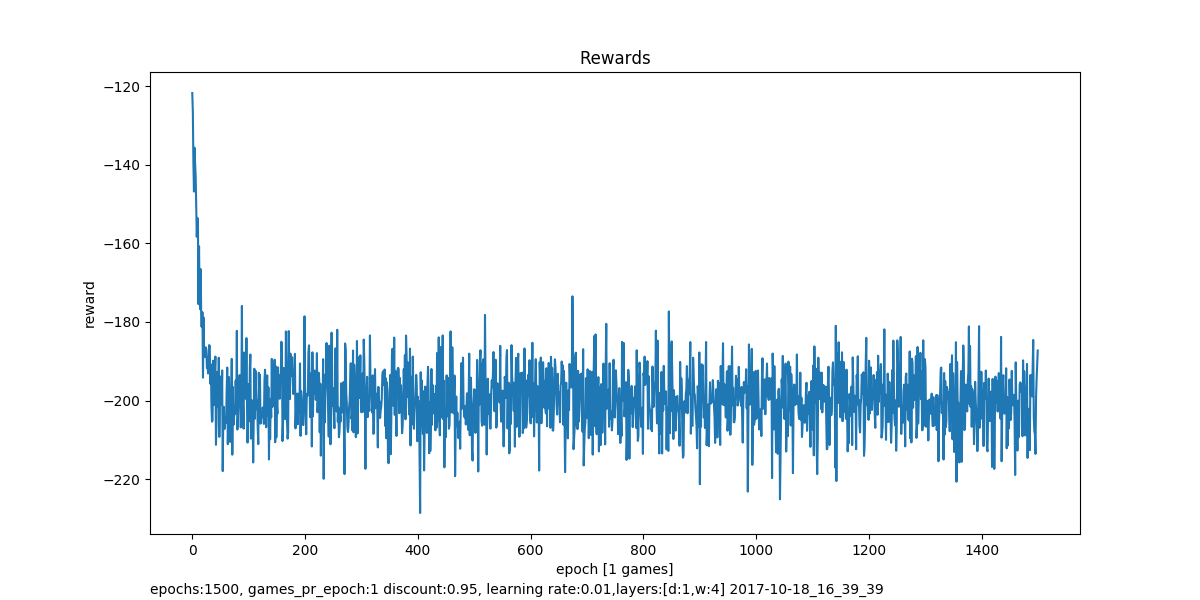 Rewards
−120
−140
−160
−180
−200
−220
reward
0 200 400 600 800 1000 1200 1400
epoch [1 games]
epochs:1500, games_pr_epoch:1 discount:0.95, learning rate:0.01,layers:[d:1,w:4] 2017-10-18_16_39_39